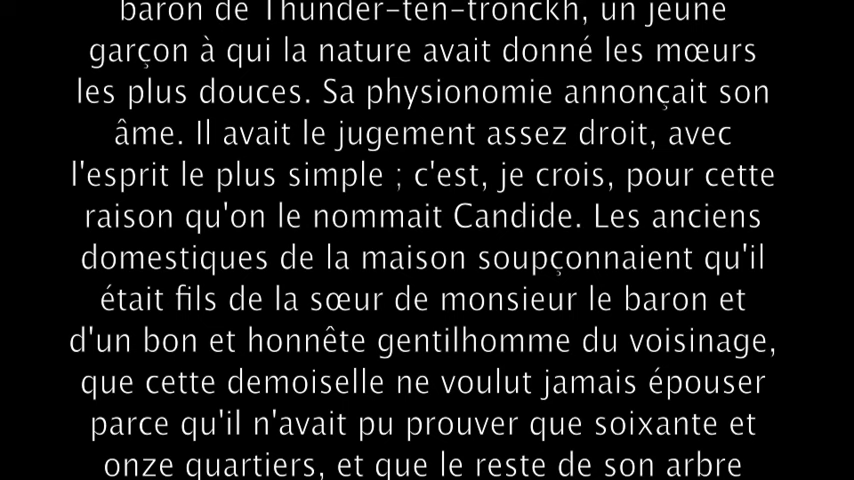 baron de Thunder-ten-tronckh, un jeune
garçon à qui la nature avait donné les mœurs
les plus douces. Sa physionomie annonçait son
âme. Il avait le jugement assez droit, avec
l'esprit le plus simple ; c'est, je crois, pour cette
raison qu'on le nommait Candide. Les anciens
domestiques de la maison soupçonnaient qu'il
était fils de la sœur de monsieur le baron et
d'un bon et honnête gentilhomme du voisinage,
que cette demoiselle ne voulut jamais épouser
parce qu'il n'avait pu prouver que soixante et
onze quartiers, et que le reste de son arbre